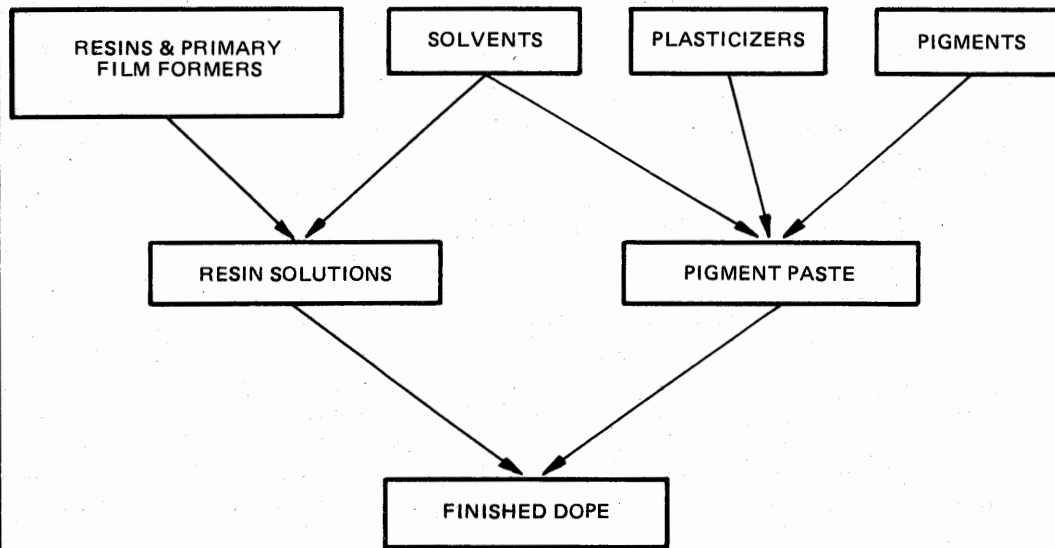 RESINS & PRIMARY
FILM FORMERS
SOLVENTS
PLASTICIZERS
PIGMENTS
RESIN SOLUTIONS
PIGMENT PASTE
FINISHED DOPE